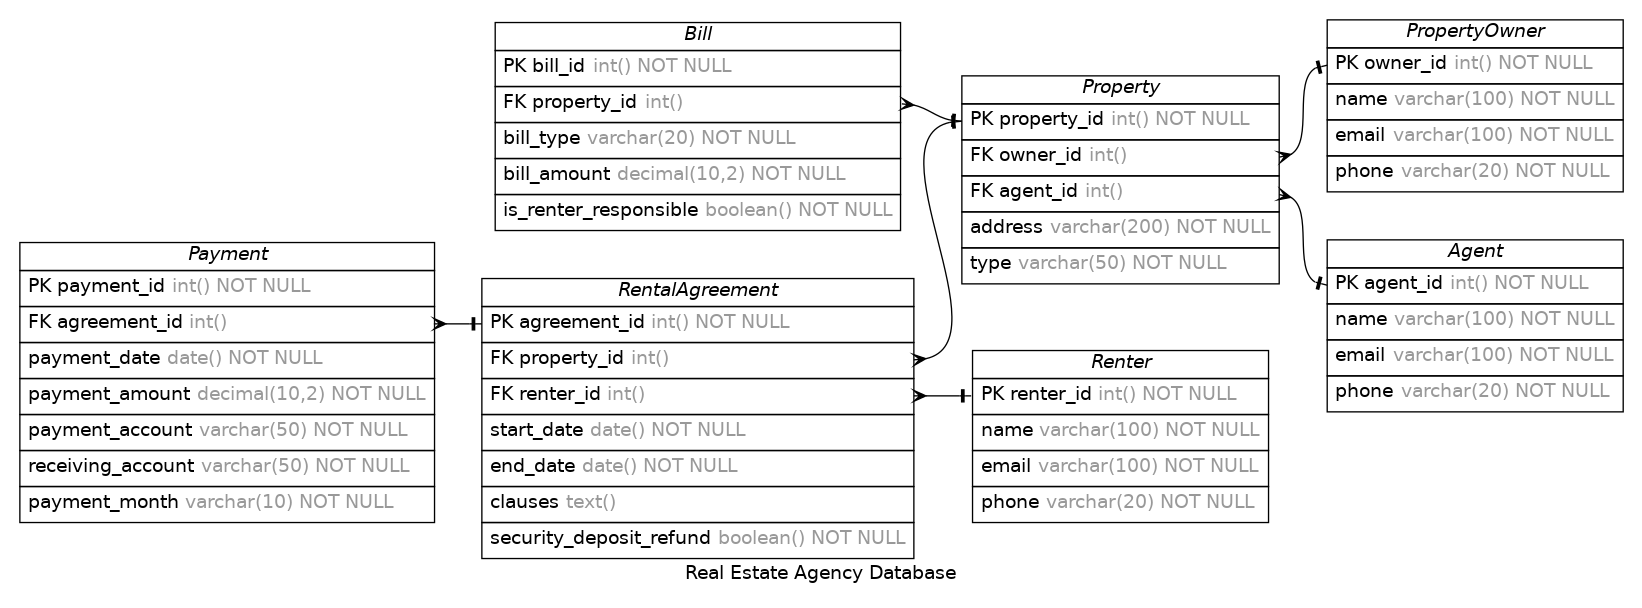 Bill
PK bill_id int() NOT NULL
FK property_id int()
bill_type varchar(20) NOT NULL
bill_amount decimal(10,2) NOT NULL
is_renter_responsible boolean() NOT NULL
Property
PK property_id int() NOT NULL
FK owner_id int()
FK agent_id int()
address varchar(200) NOT NULL
type varchar(50) NOT NULL
PropertyOwner
PK owner_id int() NOT NULL
name varchar(100) NOT NULL
email varchar(100) NOT NULL
phone varchar(20) NOT NULL
Payment
PK payment_id int() NOT NULL
FK agreement_id int()
payment_date date() NOT NULL
payment_amount decimal(10,2) NOT NULL
payment_account varchar(50) NOT NULL
receiving_account varchar(50) NOT NULL
payment_month varchar(10) NOT NULL
RentalAgreement
PK agreement_id int() NOT NULL
FK property_id int()
FK renter_id int()
start_date date() NOT NULL
end_date date() NOT NULL
clauses text()
security_deposit_refund boolean() NOT NULL
Renter
PK renter_id int() NOT NULL
name varchar(100) NOT NULL
email varchar(100) NOT NULL
phone varchar(20) NOT NULL
Agent
PK agent_id int() NOT NULL
name varchar(100) NOT NULL
email varchar(100) NOT NULL
phone varchar(20) NOT NULL
Real Estate Agency Database